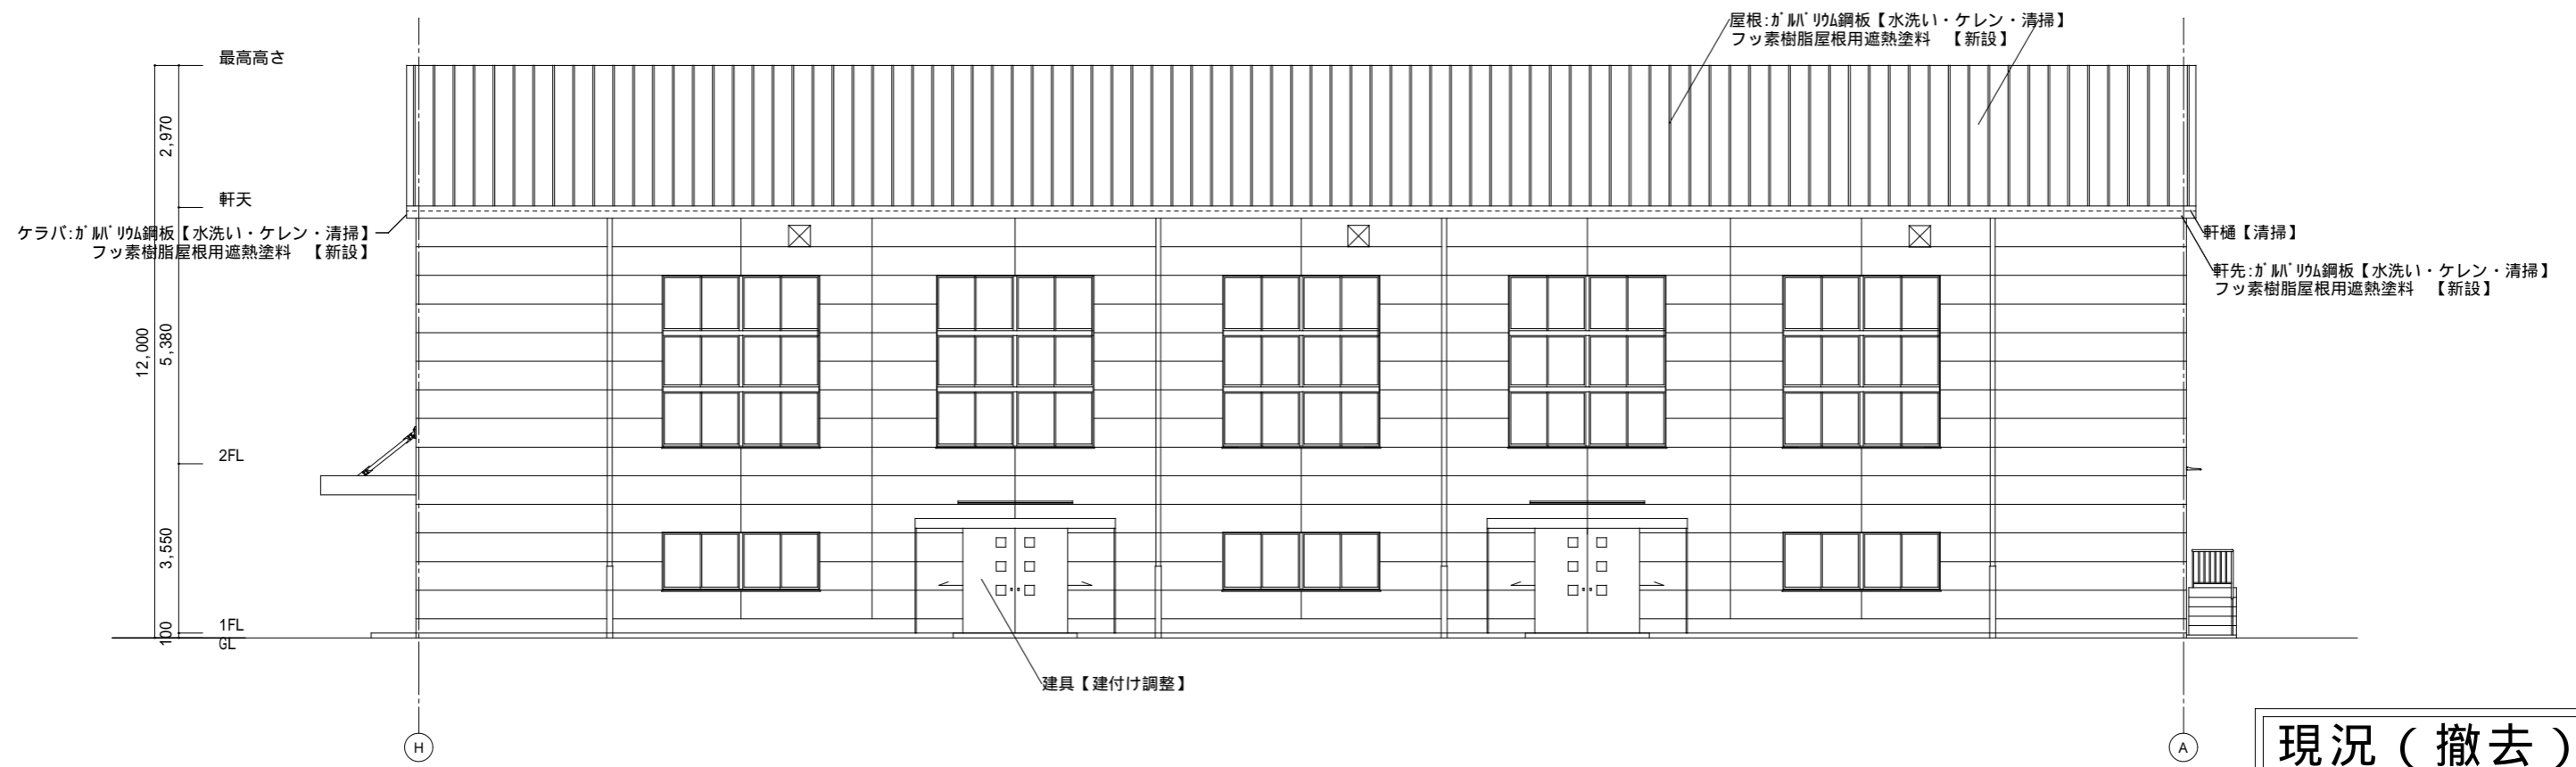 屋根:ｶﾞﾙﾊﾞﾘｳﾑ鋼板【水洗い・ケレン・清掃】
フッ素樹脂屋根用遮熱塗料　【新設】
最高高さ
2,970
軒天
ケラバ:ｶﾞﾙﾊﾞﾘｳﾑ鋼板【水洗い・ケレン・清掃】
フッ素樹脂屋根用遮熱塗料　【新設】
軒樋【清掃】
軒先:ｶﾞﾙﾊﾞﾘｳﾑ鋼板【水洗い・ケレン・清掃】
フッ素樹脂屋根用遮熱塗料　【新設】
12,000
5,380
2FL
3,550
1FL
100
GL
建具【建付け調整】
H
A
現況（撤去）